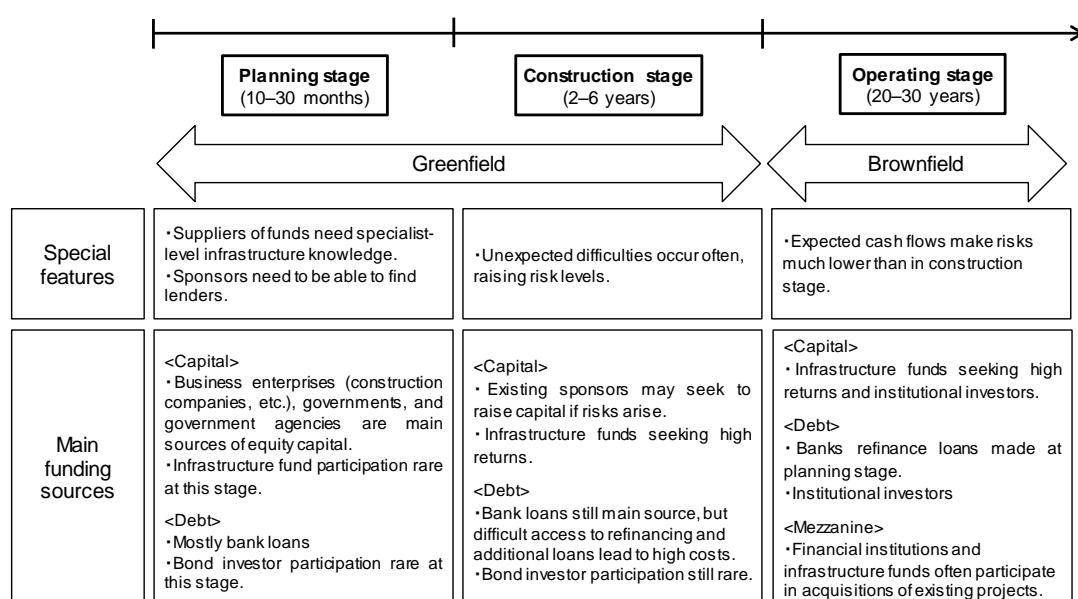 Planning stage
(10–30 months)
Construction stage
(2–6 years)
Operating stage
(20–30 years)
Greenfield
Brownfield
Special
features
・Suppliers of funds need specialist-
level infrastructure knowledge.
・Sponsors need to be able to find
lenders.
・Unexpected difficulties occur often,
raising risk levels.
・Expected cash flows make risks
much lower than in construction
stage.
Main
funding
sources
<Capital>
・Business enterprises (construction
companies, etc.), governments, and
government agencies are main
sources of equity capital.
・Infrastructure fund participation rare
at this stage.
<Debt>
・Mostly bank loans
・Bond investor participation rare at
this stage.
<Capital>
・Existing sponsors may seek to
raise capital if risks arise.
・Infrastructure funds seeking high
returns.
<Debt>
・Bank loans still main source, but
difficult access to refinancing and
additional loans lead to high costs.
・Bond investor participation still rare.
<Capital>
・Infrastructure funds seeking high
returns and institutional investors.
<Debt>
・Banks refinance loans made at
planning stage.
・Institutional investors
<Mezzanine>
・Financial institutions and
infrastructure funds often participate
in acquisitions of existing projects.